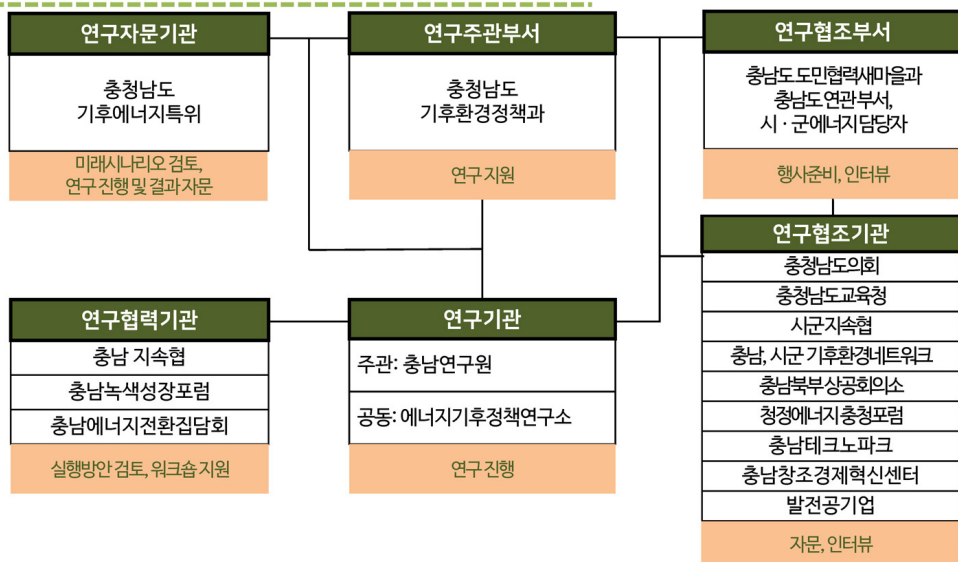 연구자문기관
충청남도
기후에너지특위
미래시나리오 검토,
연구 진행 및 결과 자문
연구주관부서
충청남도
기후환경정책과
연구 지원
연구협조부서
충남도 도민협력새마을과
충남도 연관 부서,
시·군 에너지 담당자
행사준비, 인터뷰
연구협력기관
충남 지속협
충남녹색성장포럼
충남에너지전환집담회
실행방안 검토, 워크숍 지원
연구기관
주관: 충남연구원
공동: 에너지기후정책연구소
연구 진행
연구협조기관
충청남도의회
충청남도교육청
시군 지속협
충남, 시군 기후환경네트워크
충남북부상공회의소
청정에너지 충청포럼
충남테크노파크
충남창조경제혁신센터
발전공기업
자문, 인터뷰